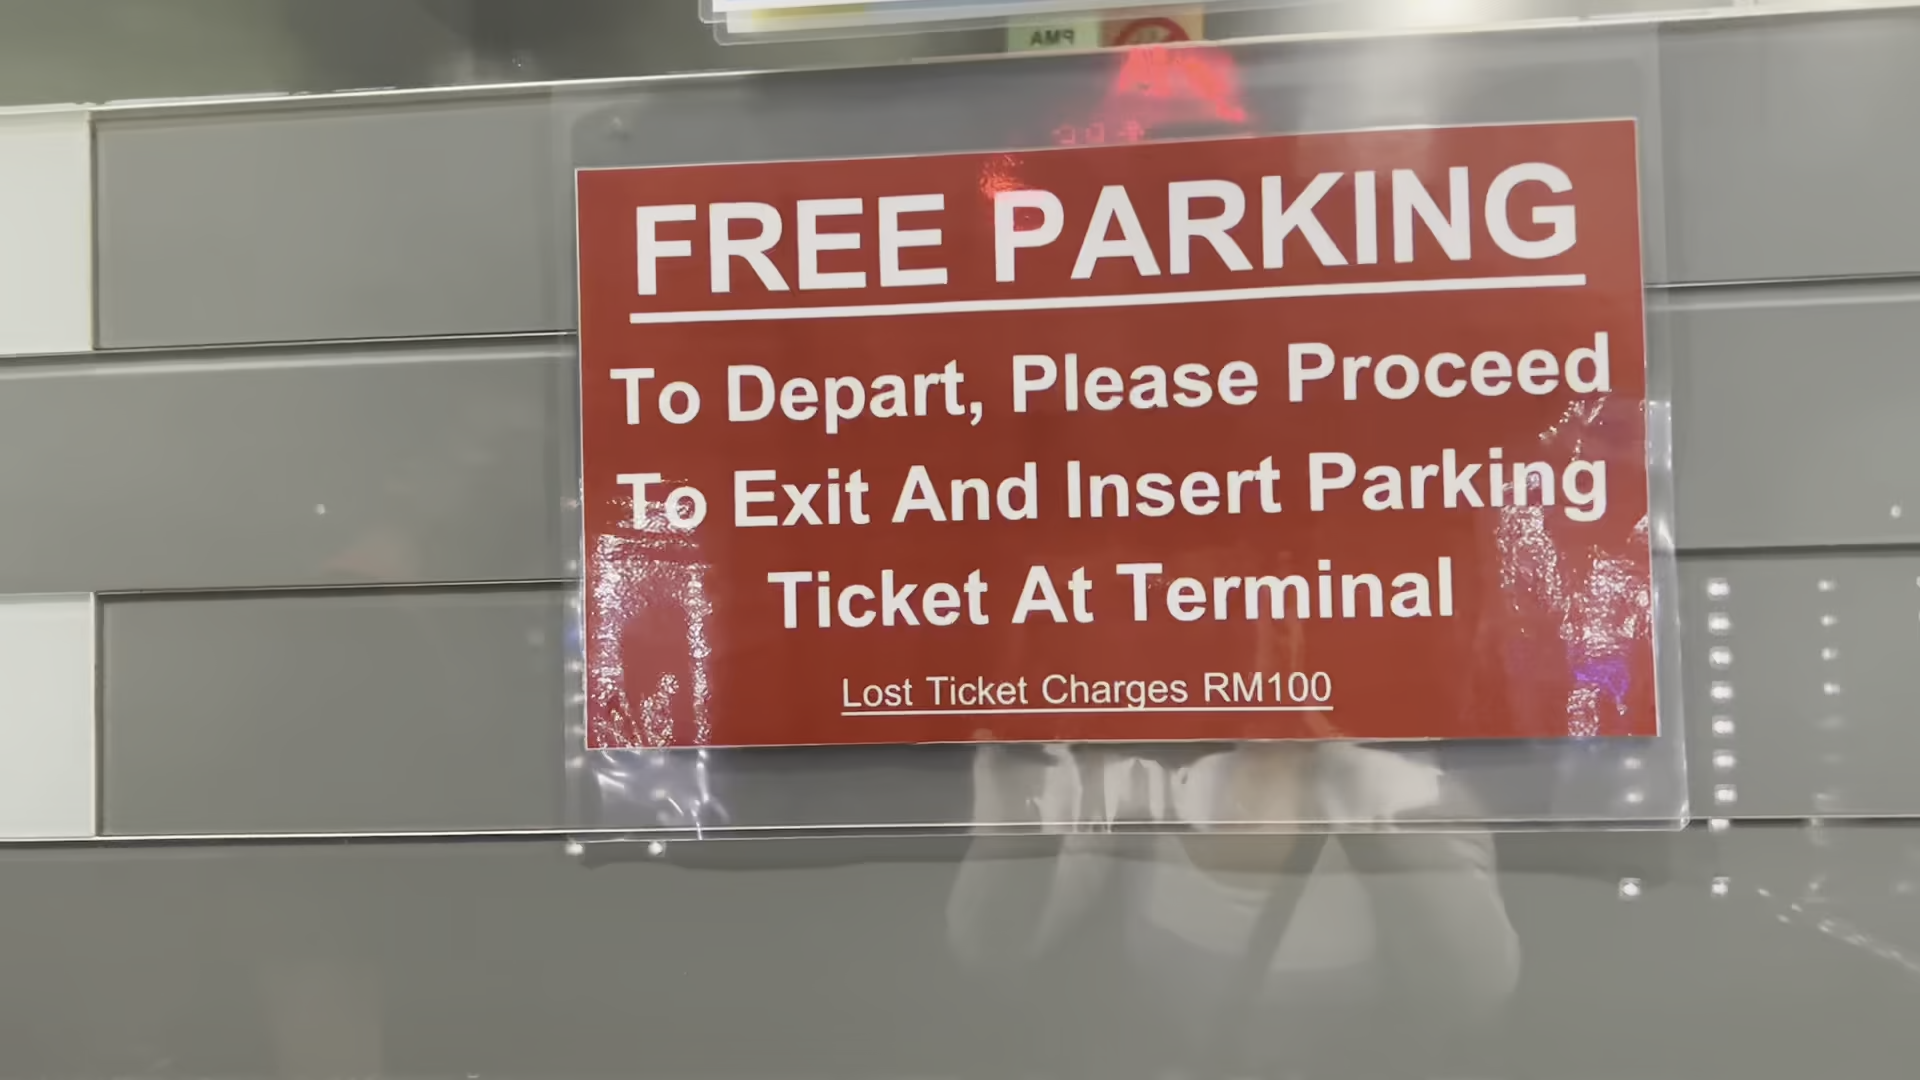 FREE PARKING
To Depart, Please Proceed
To Exit And Insert Parking
Ticket At Terminal
Lost Ticket Charges RM100